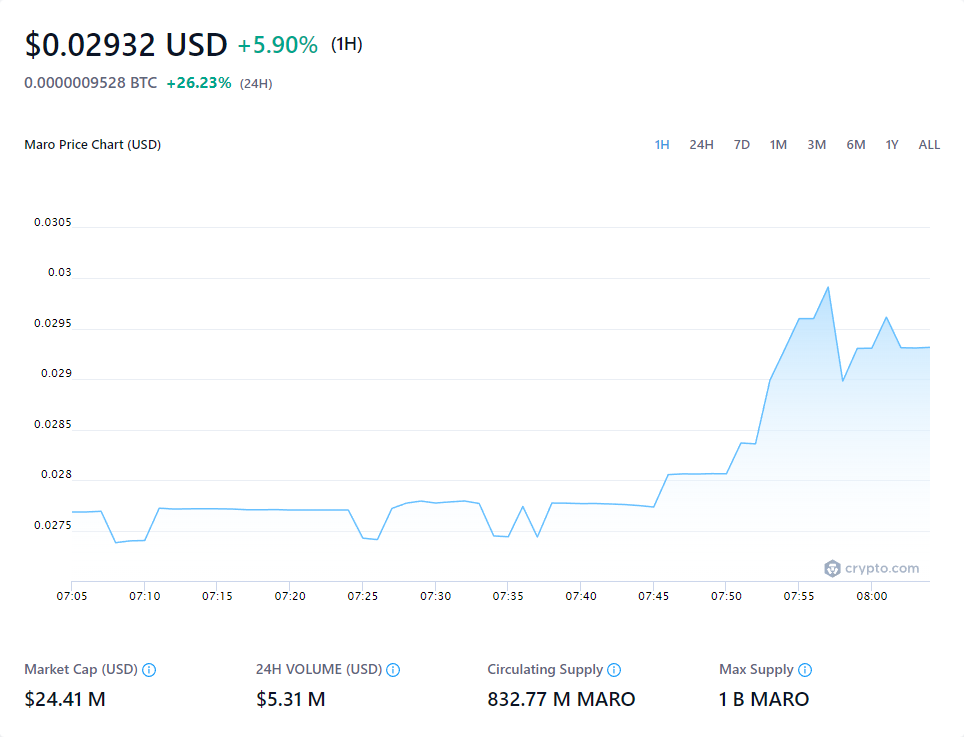 $0.02932 USD +5.90% (1H)
0.0000009528 BTC +26.23% (24H)
Maro Price Chart (USD) 1H 24H 7D 1M 3M 6M 1Y ALL
0.0305
0.03
0.0295
0.029
0.0285
0.028
0.0275
crypto.com
07:05 07:10 07:15 07:20 07:25 07:30 07:35 07:40 07:45 07:50 07:55 08:00
Market Cap (USD) 24H VOLUME (USD) Circulating Supply Max Supply
$24.41 M $5.31 M 832.77 M MARO 1 B MARO